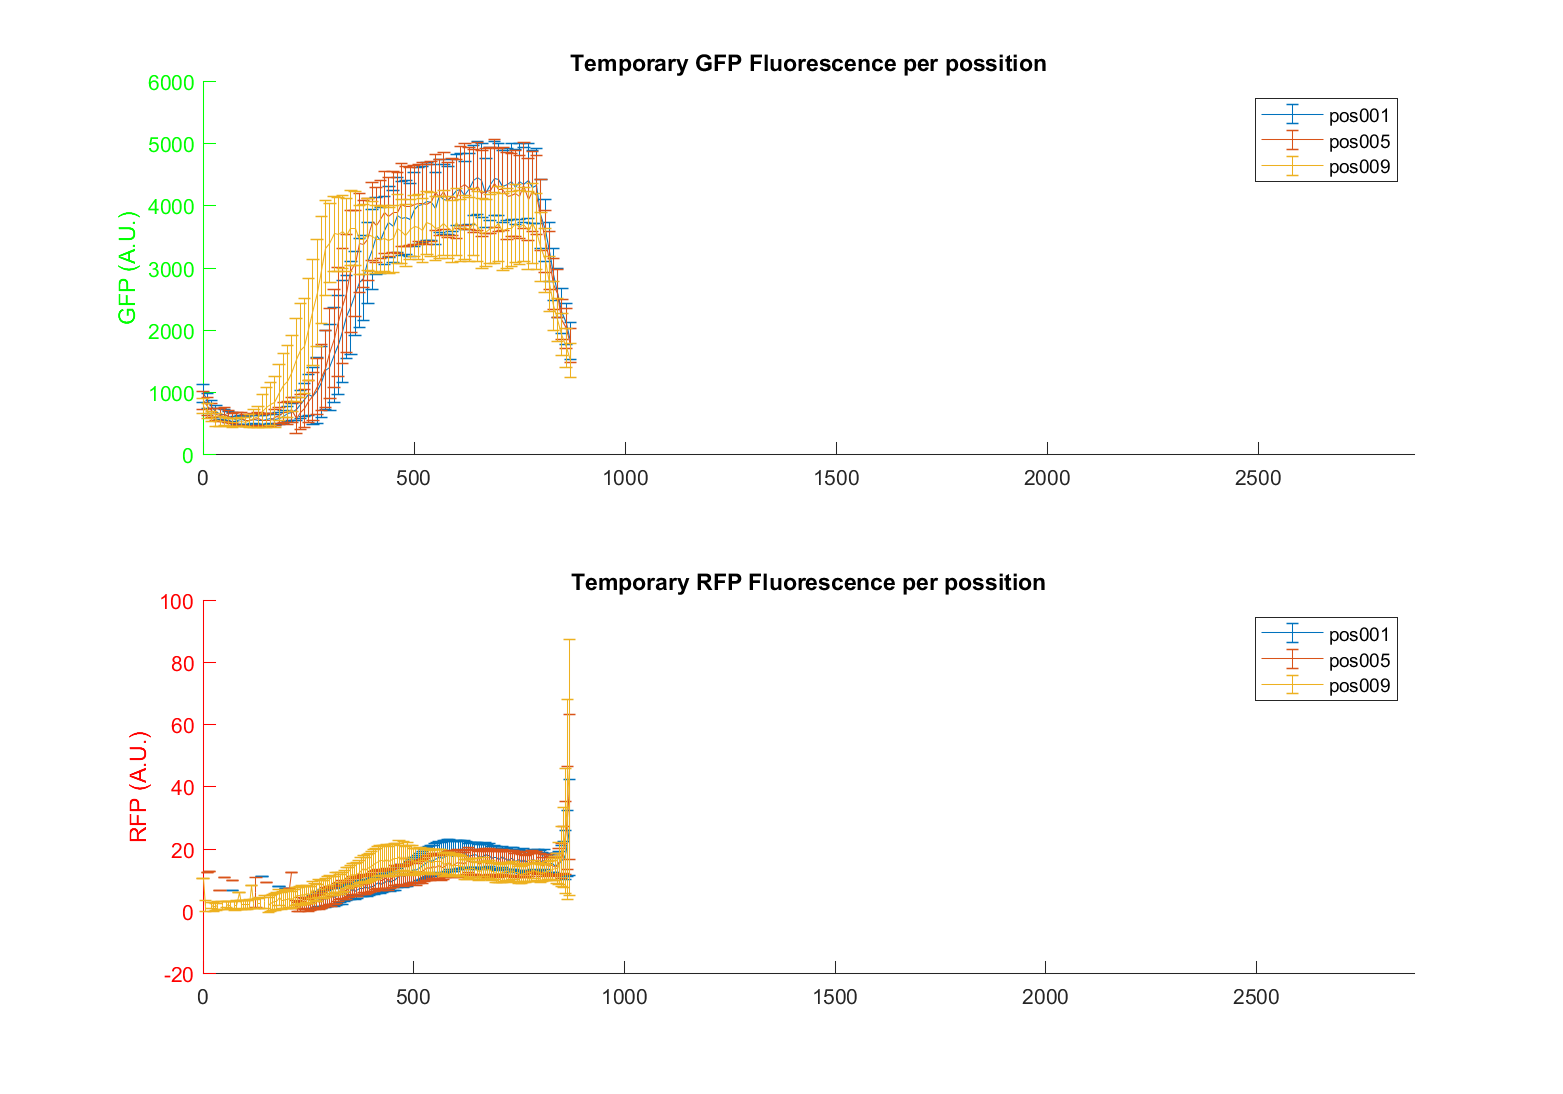 Temporary GFP Fluorescence per possition
6000
5000
4000
3000
2000
1000
0
GFP (A.U.)
0 500 1000 1500 2000 2500
pos001
pos005
pos009
Temporary RFP Fluorescence per possition
100
80
60
40
20
0
-20
RFP (A.U.)
0 500 1000 1500 2000 2500
pos001
pos005
pos009